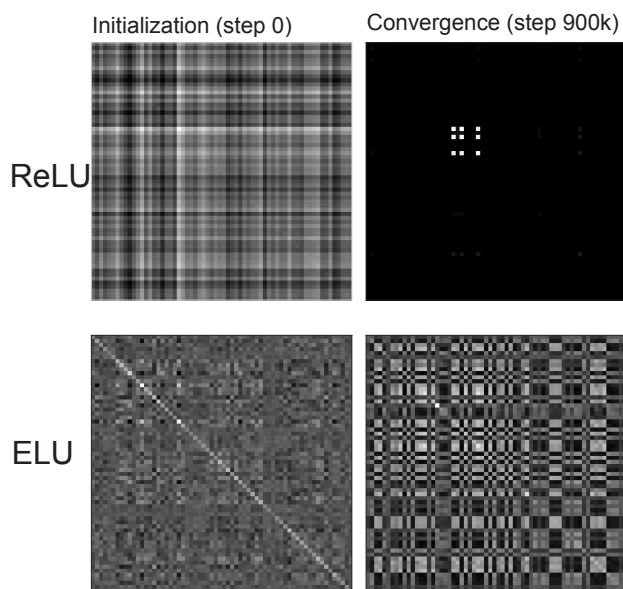 Initialization (step 0)
Convergence (step 900k)
ReLU
ELU